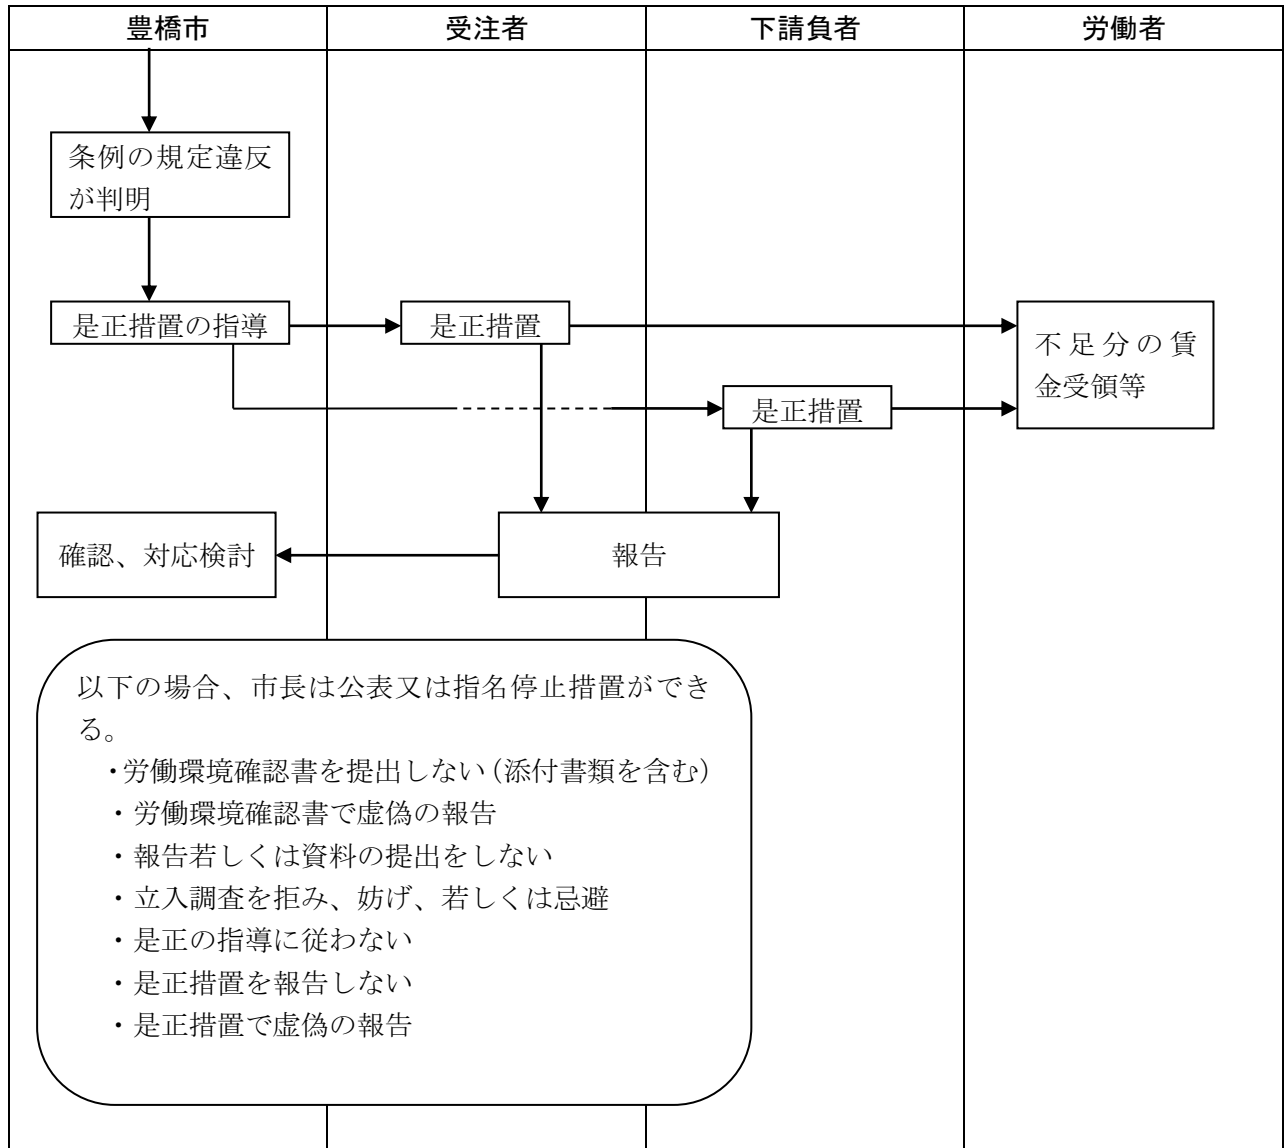 豊橋市 受注者 下請負者 労働者
条例の規定違反
が判明
是正措置の指導
是正措置
不足分の賃
金受領等
是正措置
確認、対応検討
報告
以下の場合、市長は公表又は指名停止措置ができ
る。
・労働環境確認書を提出しない(添付書類を含む)
・労働環境確認書で虚偽の報告
・報告若しくは資料の提出をしない
・立入調査を拒み、妨げ、若しくは忌避
・是正の指導に従わない
・是正措置を報告しない
・是正措置で虚偽の報告